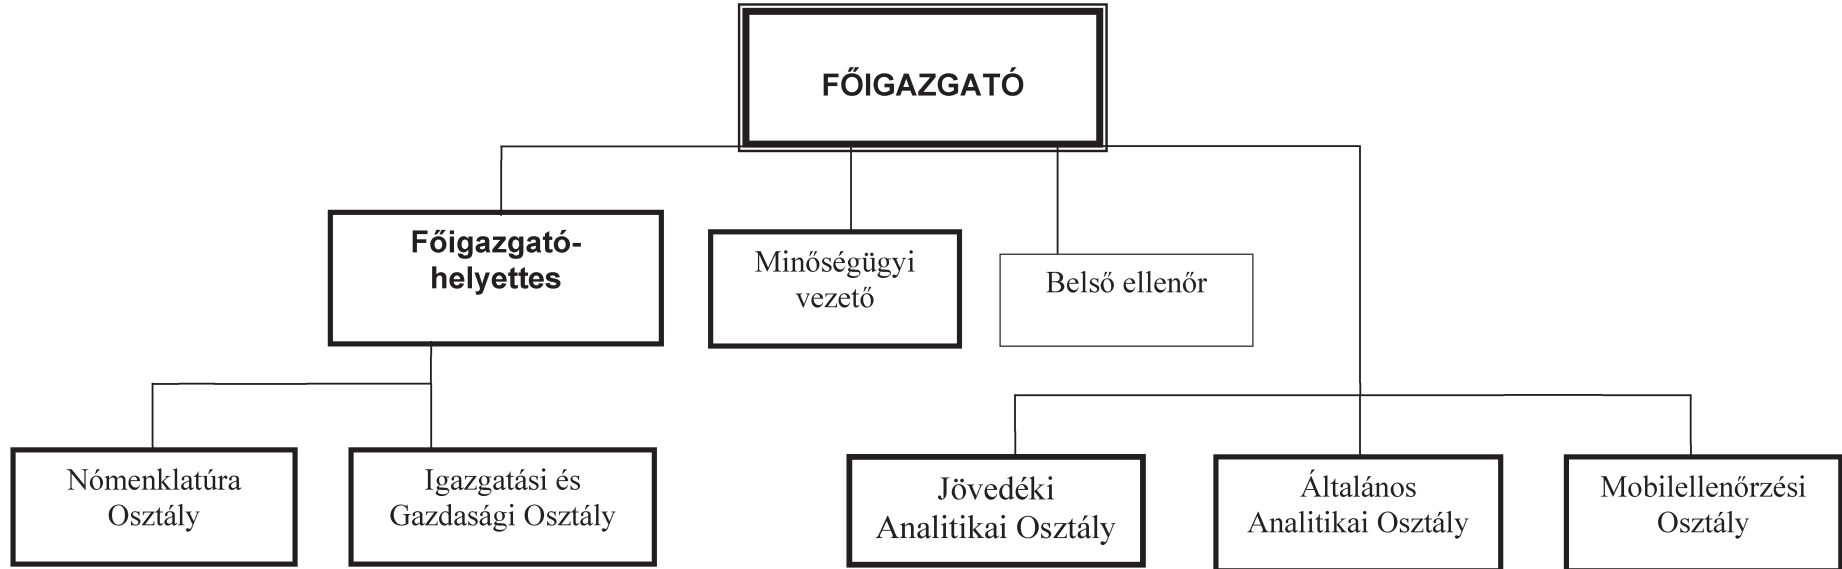 FŐIGAZGATÓ
Főigazgató-
helyettes
Minőségügyi
vezető
Belső ellenőr
Nómenklatúra
Osztály
Igazgatási és
Gazdasági Osztály
Jövedéki
Analitikai Osztály
Általános
Analitikai Osztály
Mobilellenőrzési
Osztály